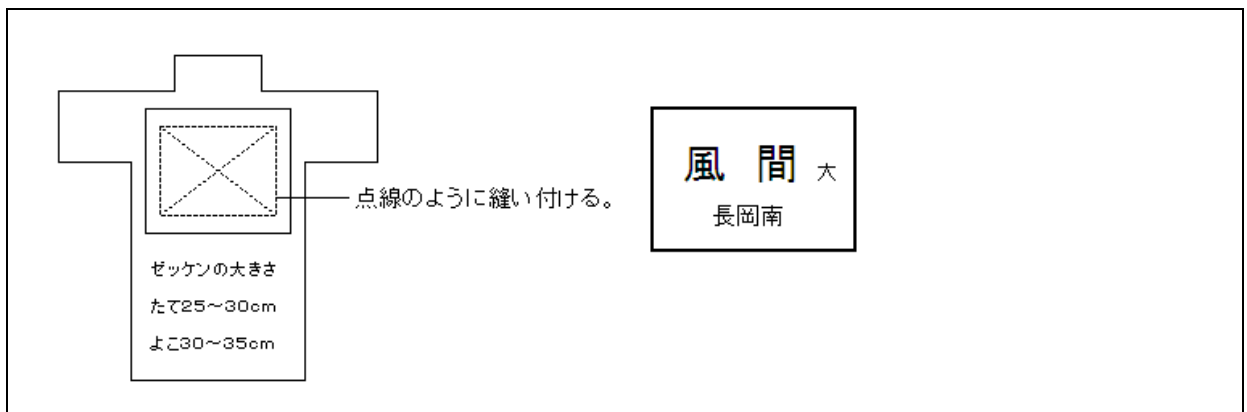 点線のように縫い付ける。
ゼッケンの大きさ
たて25~30cm
よこ30~35cm
風間 大
長岡南